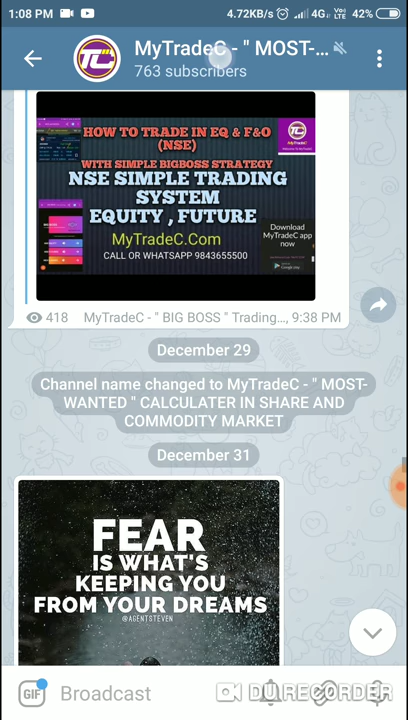 1:08 PM 4.72KB/s 4G VoLTE 42%
MyTradeC - " MOST-...
763 subscribers
TC
HOW TO TRADE IN EQ & F&O
(NSE)
WITH SIMPLE BIGBOSS STRATEGY
NSE SIMPLE TRADING
SYSTEM
EQUITY , FUTURE
MyTradeC.Com
CALL OR WHATSAPP 9843655500
Download
MyTradeC app
now
418 MyTradeC - " BIG BOSS " Trading..., 9:38 PM
December 29
Channel name changed to MyTradeC - " MOST-
WANTED " CALCULATER IN SHARE AND
COMMODITY MARKET
December 31
FEAR
IS WHAT'S
KEEPING YOU
FROM YOUR DREAMS
@AGENTSTEVEN
GIF Broadcast
DU RECORDER